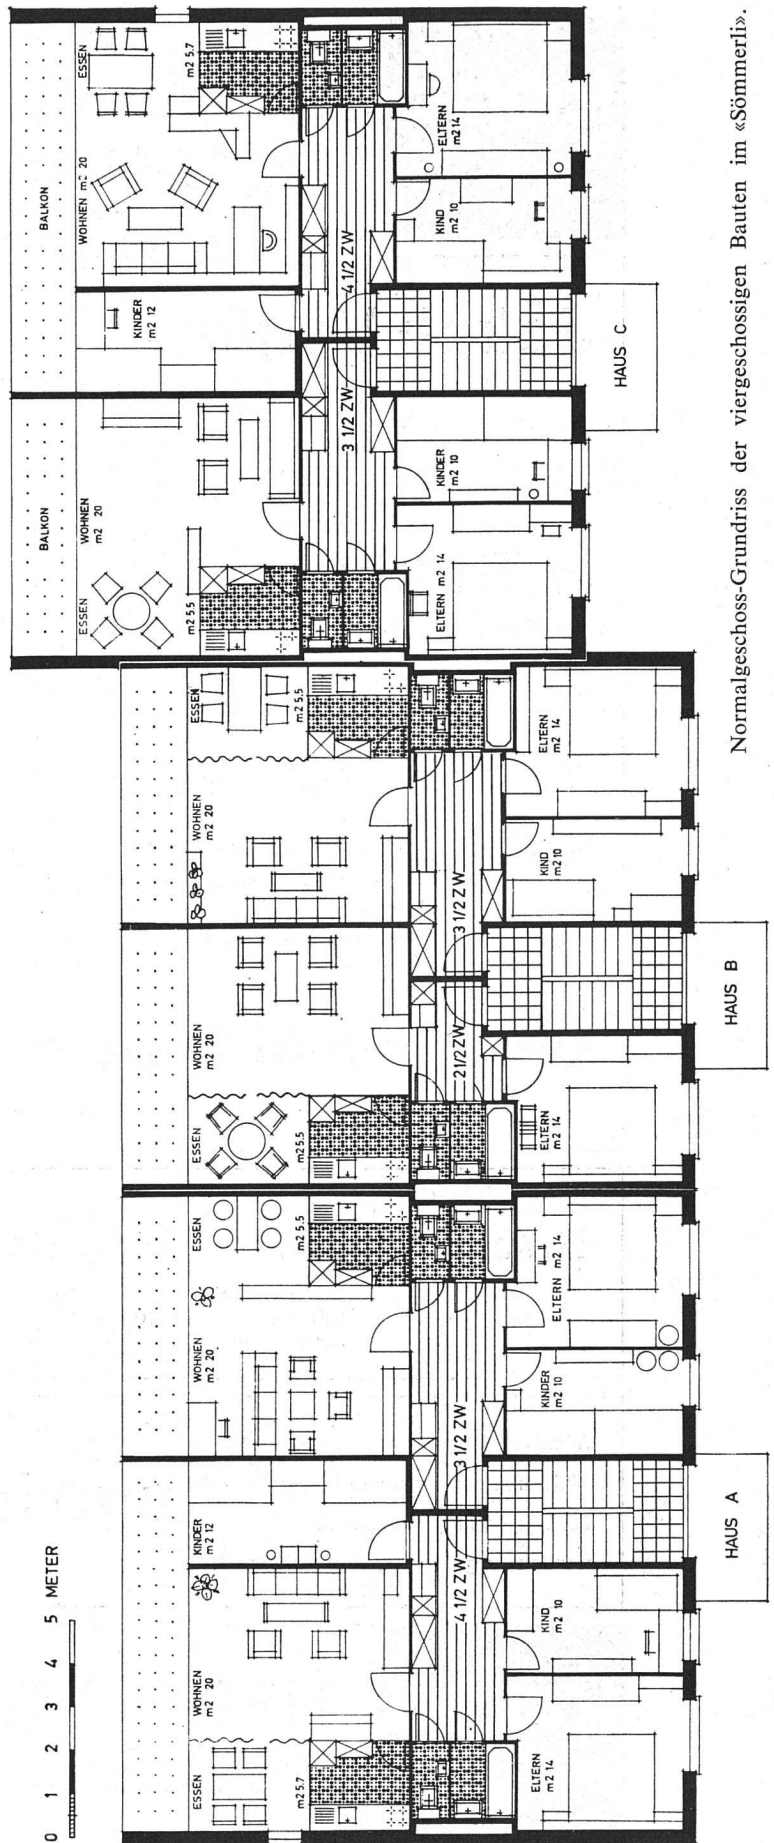 0 1 2 3 4 5 METER
ESSEN
WOHNEN
m2 20
m2 5.7
KINDER
m2 12
4 1/2 ZW
ELTERN
m2 14
KIND
m2 10
HAUS A
WOHNEN
m2 20
ESSEN
m2 5.5
3 1/2 ZW
KINDER
m2 10
ELTERN m2 14
ESSEN
WOHNEN
m2 20
m2 5.5
2 1/2 ZW
ELTERN
m2 14
HAUS B
WOHNEN
m2 20
ESSEN
m2 5.5
3 1/2 ZW
KIND
m2 10
ELTERN
m2 14
BALKON
ESSEN
WOHNEN
m2 20
m2 5.5
3 1/2 ZW
ELTERN m2 14
KINDER
m2 10
HAUS C
BALKON
KINDER
m2 12
WOHNEN m2 20
ESSEN
m2 5.7
4 1/2 ZW
KIND
m2 10
ELTERN
m2 14
Normalgeschoss-Grundriss der viergeschossigen Bauten im «Sömmerli».